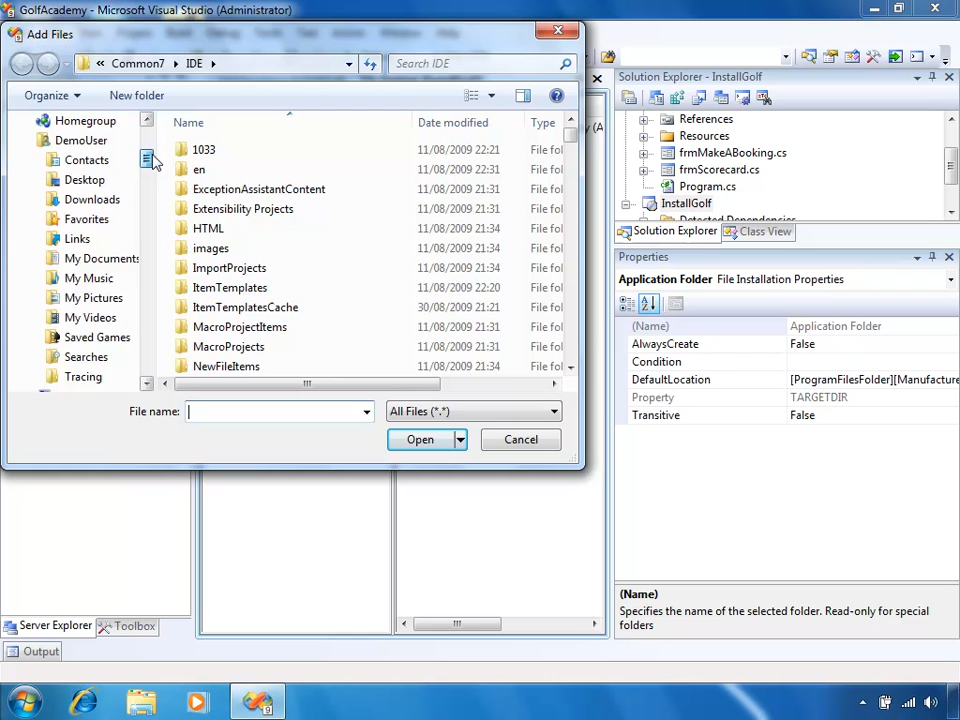 GolfAcademy - Microsoft Visual Studio (Administrator)
Add Files
« Common7 ▸ IDE ▸
Search IDE
Organize
New folder
Homegroup
DemoUser
Contacts
Desktop
Downloads
Favorites
Links
My Documents
My Music
My Pictures
My Videos
Saved Games
Searches
Tracing
Name Date modified Type
1033 11/08/2009 22:21 File fol
en 11/08/2009 22:31 File fol
ExceptionAssistantContent 11/08/2009 21:31 File fol
Extensibility Projects 11/08/2009 21:31 File fol
HTML 11/08/2009 21:34 File fol
images 11/08/2009 21:34 File fol
ImportProjects 11/08/2009 21:34 File fol
ItemTemplates 11/08/2009 22:20 File fol
ItemTemplatesCache 30/08/2009 21:21 File fol
MacroProjectItems 11/08/2009 21:31 File fol
MacroProjects 11/08/2009 21:31 File fol
NewFileItems 11/08/2009 22:20 File fol
File name:
All Files (*.*)
Open
Cancel
Solution Explorer - InstallGolf
References
Resources
frmMakeABooking.cs
frmScorecard.cs
Program.cs
InstallGolf
Detected Dependencies
Solution Explorer
Class View
Properties
Application Folder File Installation Properties
(Name) Application Folder
AlwaysCreate False
Condition
DefaultLocation [ProgramFilesFolder][Manufacture
Property TARGETDIR
Transitive False
(Name)
Specifies the name of the selected folder. Read-only for special
folders
Server Explorer
Toolbox
Output